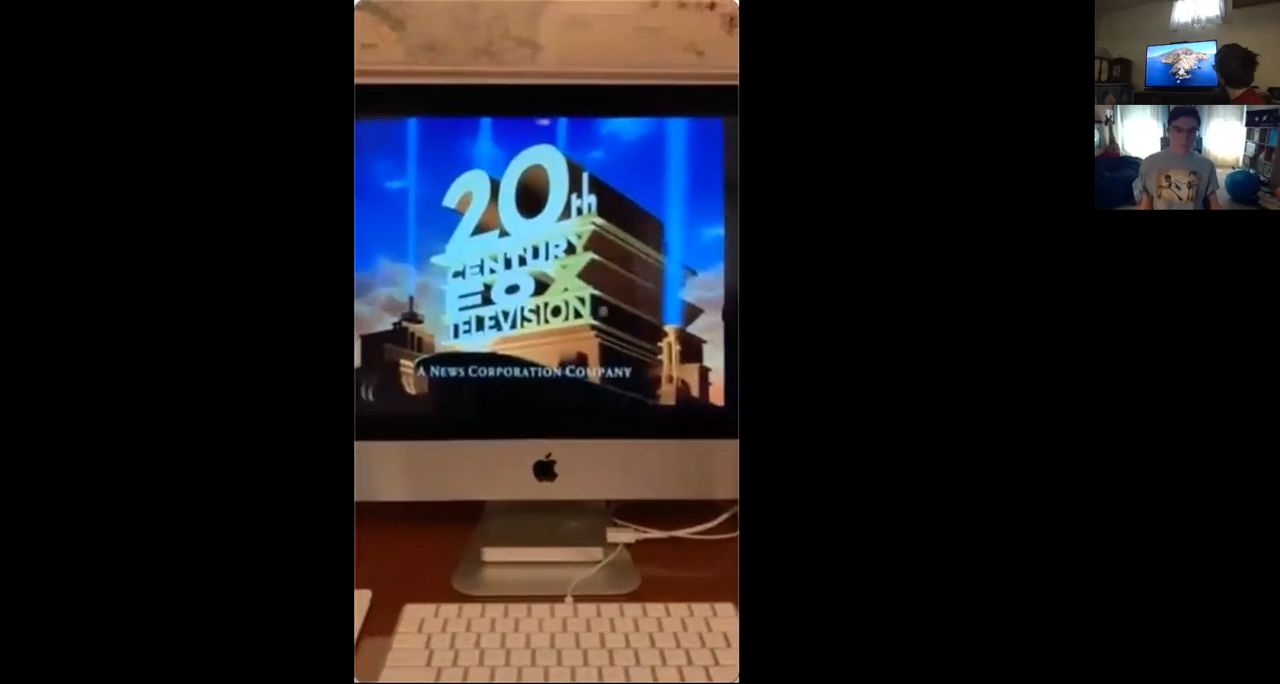 20th
CENTURY
FOX
TELEVISION
A NEWS CORPORATION COMPANY